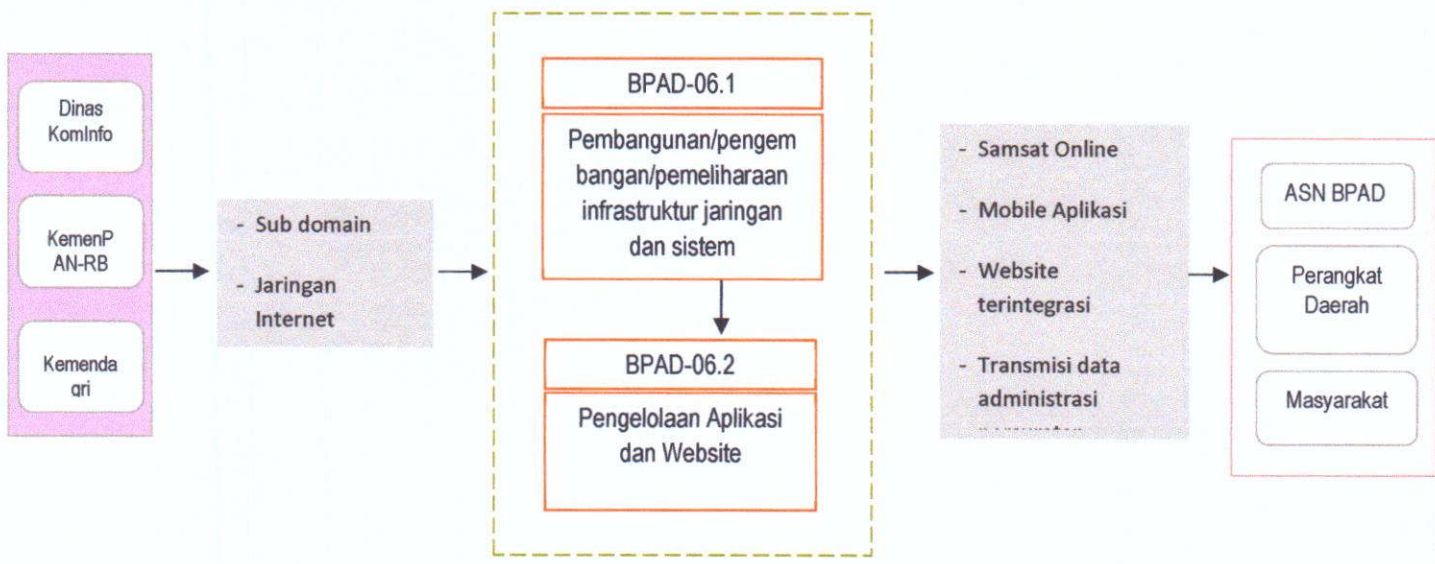 Dinas
KomInfo
KemenP
AN-RB
Kemenda
gri
- Sub domain
- Jaringan
Internet
BPAD-06.1
Pembangunan/pengem
bangan/pemeliharaan
infrastruktur jaringan
dan sistem
BPAD-06.2
Pengelolaan Aplikasi
dan Website
- Samsat Online
- Mobile Aplikasi
- Website
terintegrasi
- Transmisi data
administrasi
ASN BPAD
Perangkat
Daerah
Masyarakat